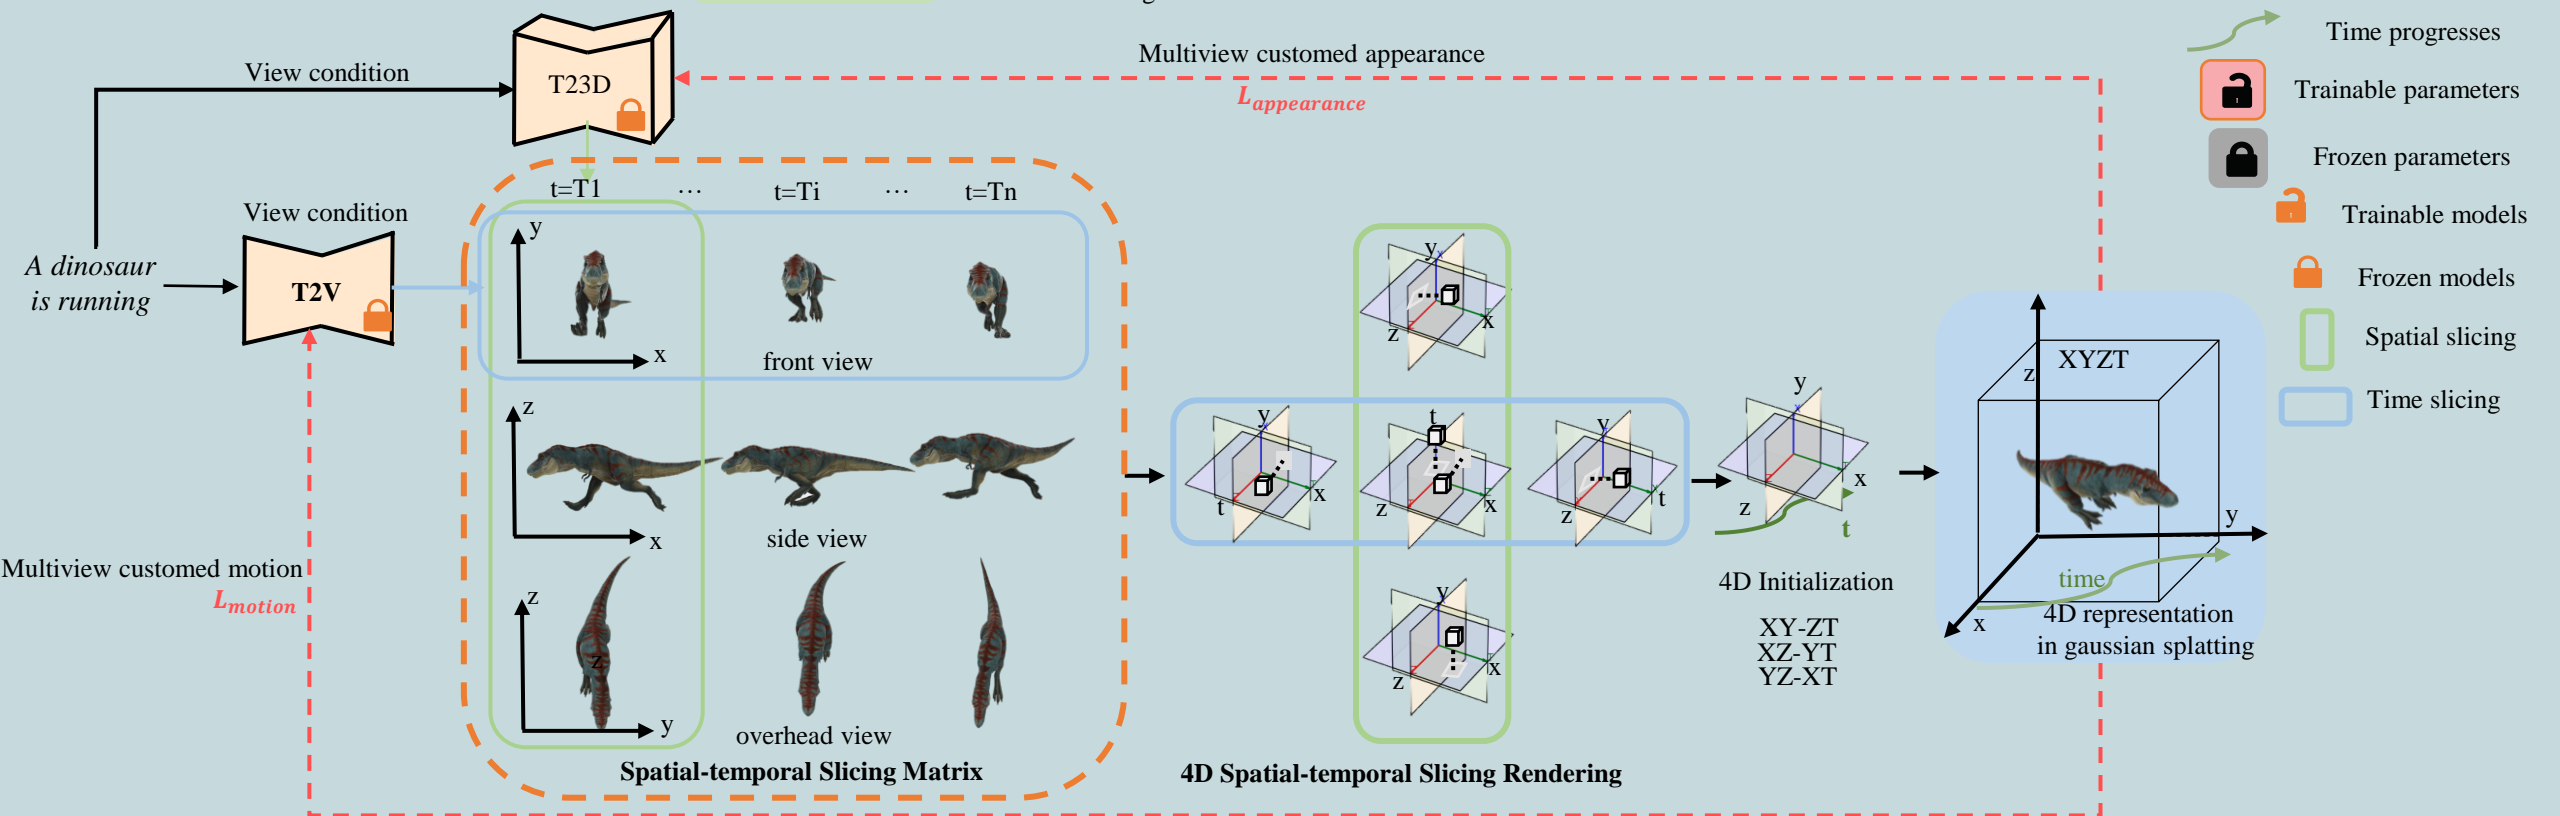 View condition
T23D
Multiview customed appearance
L_appearance
Time progresses
Trainable parameters
Frozen parameters
Trainable models
Frozen models
Spatial slicing
Time slicing
A dinosaur
is running
View condition
T2V
Multiview customed motion
L_motion
t=T1 … t=Ti … t=Tn
y
x
front view
z
x
side view
z
z
y
overhead view
Spatial-temporal Slicing Matrix
y
x
z
y
x
t
t
x
z
y
t
z
y
x
z
4D Spatial-temporal Slicing Rendering
y
x
z
t
4D Initialization
XY-ZT
XZ-YT
YZ-XT
XYZT
z
y
time
x
4D representation
in gaussian splatting